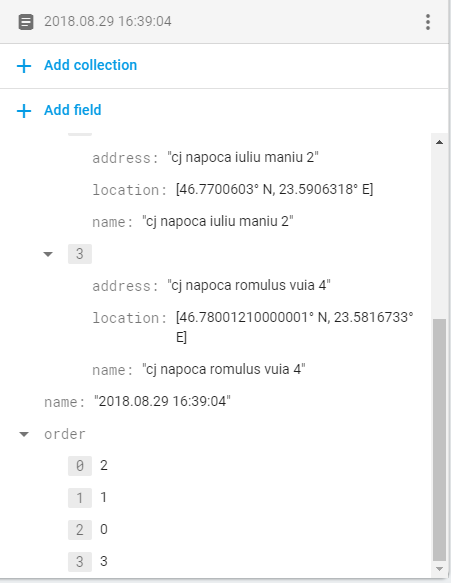 2018.08.29 16:39:04
Add collection
Add field
address: "cj napoca iuliu maniu 2"
location: [46.7700603° N, 23.5906318° E]
name: "cj napoca iuliu maniu 2"
3
address: "cj napoca romulus vuia 4"
location: [46.78001210000001° N, 23.5816733°
E]
name: "cj napoca romulus vuia 4"
name: "2018.08.29 16:39:04"
order
0 2
1 1
2 0
3 3